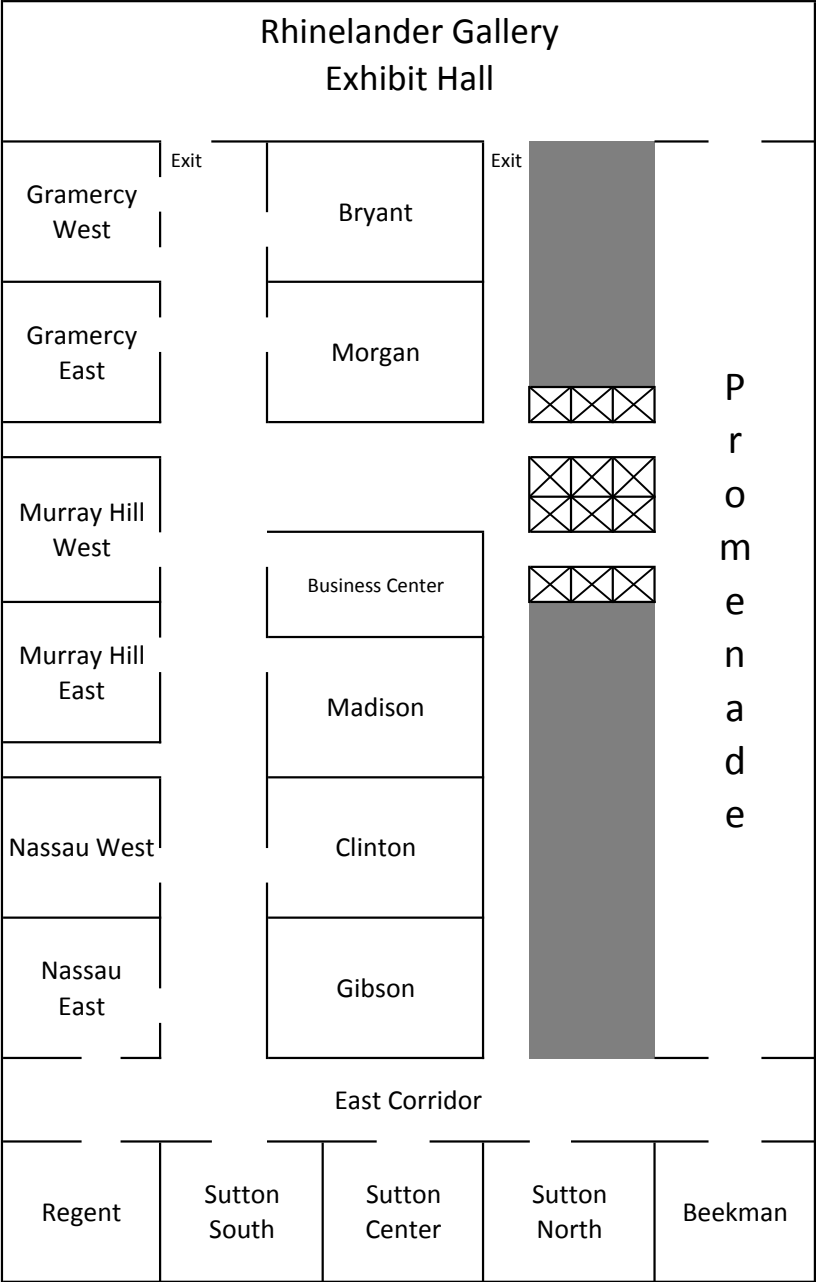 Rhinelander Gallery
Exhibit Hall
Exit
Exit
Gramercy
West
Bryant
Gramercy
East
Morgan
Promenade
Murray Hill
West
Business Center
Murray Hill
East
Madison
Nassau West
Clinton
Nassau
East
Gibson
East Corridor
Regent
Sutton
South
Sutton
Center
Sutton
North
Beekman